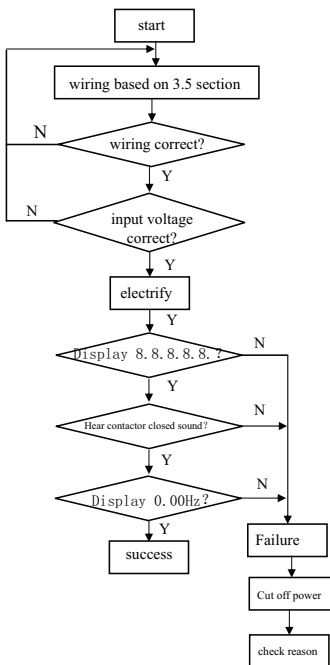 start
wiring based on 3.5 section
N
wiring correct?
Y
N
input voltage
correct?
Y
electrify
Y
Display 8.8.8.8.8.?
N
Y
Hear contactor closed sound?
N
Y
Display 0.00Hz?
N
Y
success
Failure
Cut off power
check reason